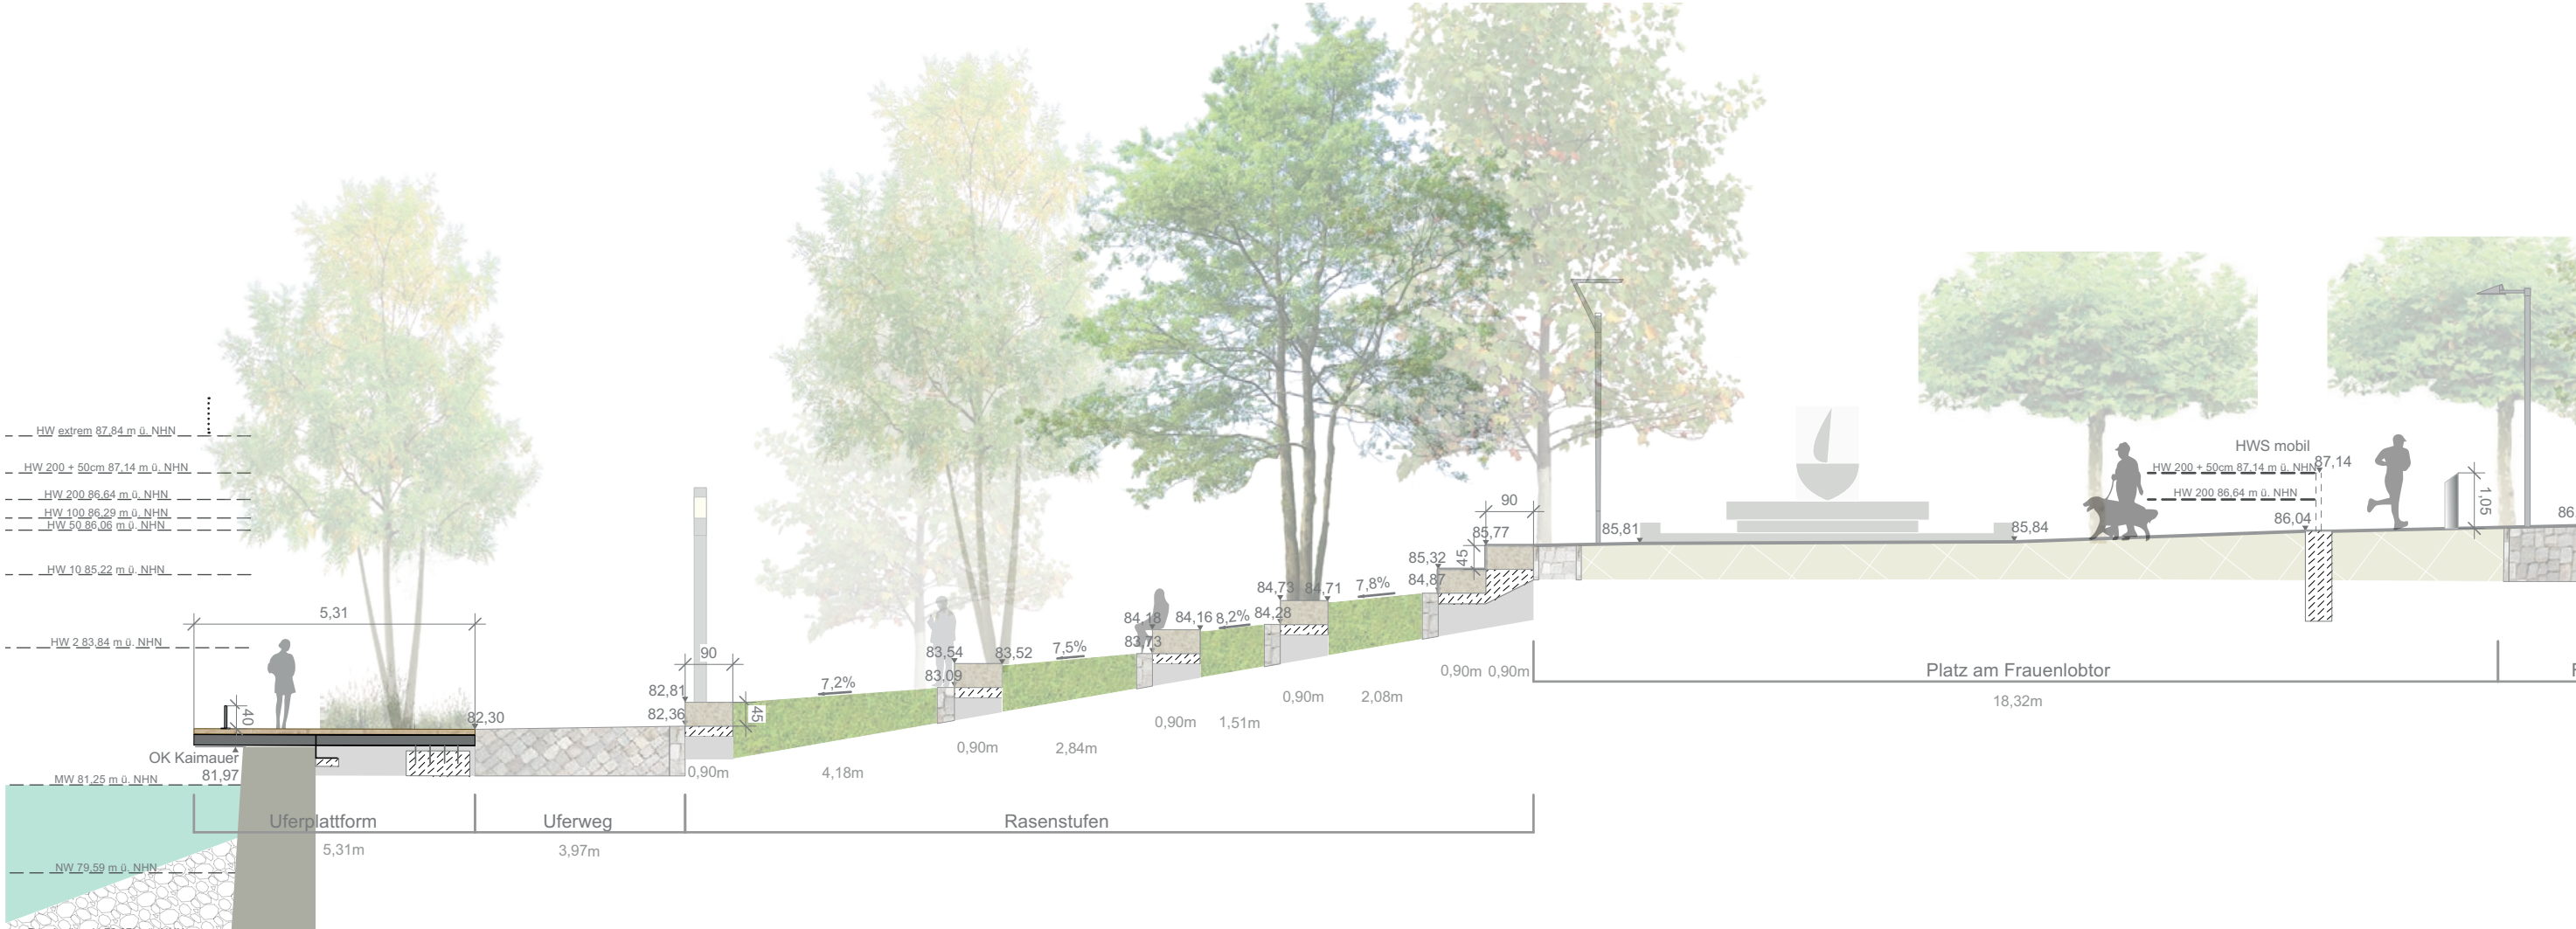 HW extrem 87,84 m ü. NHN
HW 200 + 50cm 87,14 m ü. NHN
HW 200 86,64 m ü. NHN
HW 100 86,29 m ü. NHN
HW 50 86,06 m ü. NHN
HW 10 85,22 m ü. NHN
HW 2 83,84 m ü. NHN
MW 81,25 m ü. NHN
NW 79,59 m ü. NHN
5,31
40
82,30
OK Kaimauer
81,97
Uferplattform
5,31m
Uferweg
3,97m
82,81
82,36
90
45
0,90m
7,2%
4,18m
83,54
83,09
83,52
0,90m
7,5%
2,84m
84,18
83,73
84,16
0,90m
8,2%
1,51m
84,73
84,28
84,71
0,90m
7,8%
2,08m
85,32
84,87
45
85,77
90
0,90m 0,90m
Rasenstufen
85,81
85,84
HWS mobil
HW 200 + 50cm 87,14 m ü. NHN
87,14
HW 200 86,64 m ü. NHN
86,04
1,05
86
Platz am Frauenlobtor
18,32m